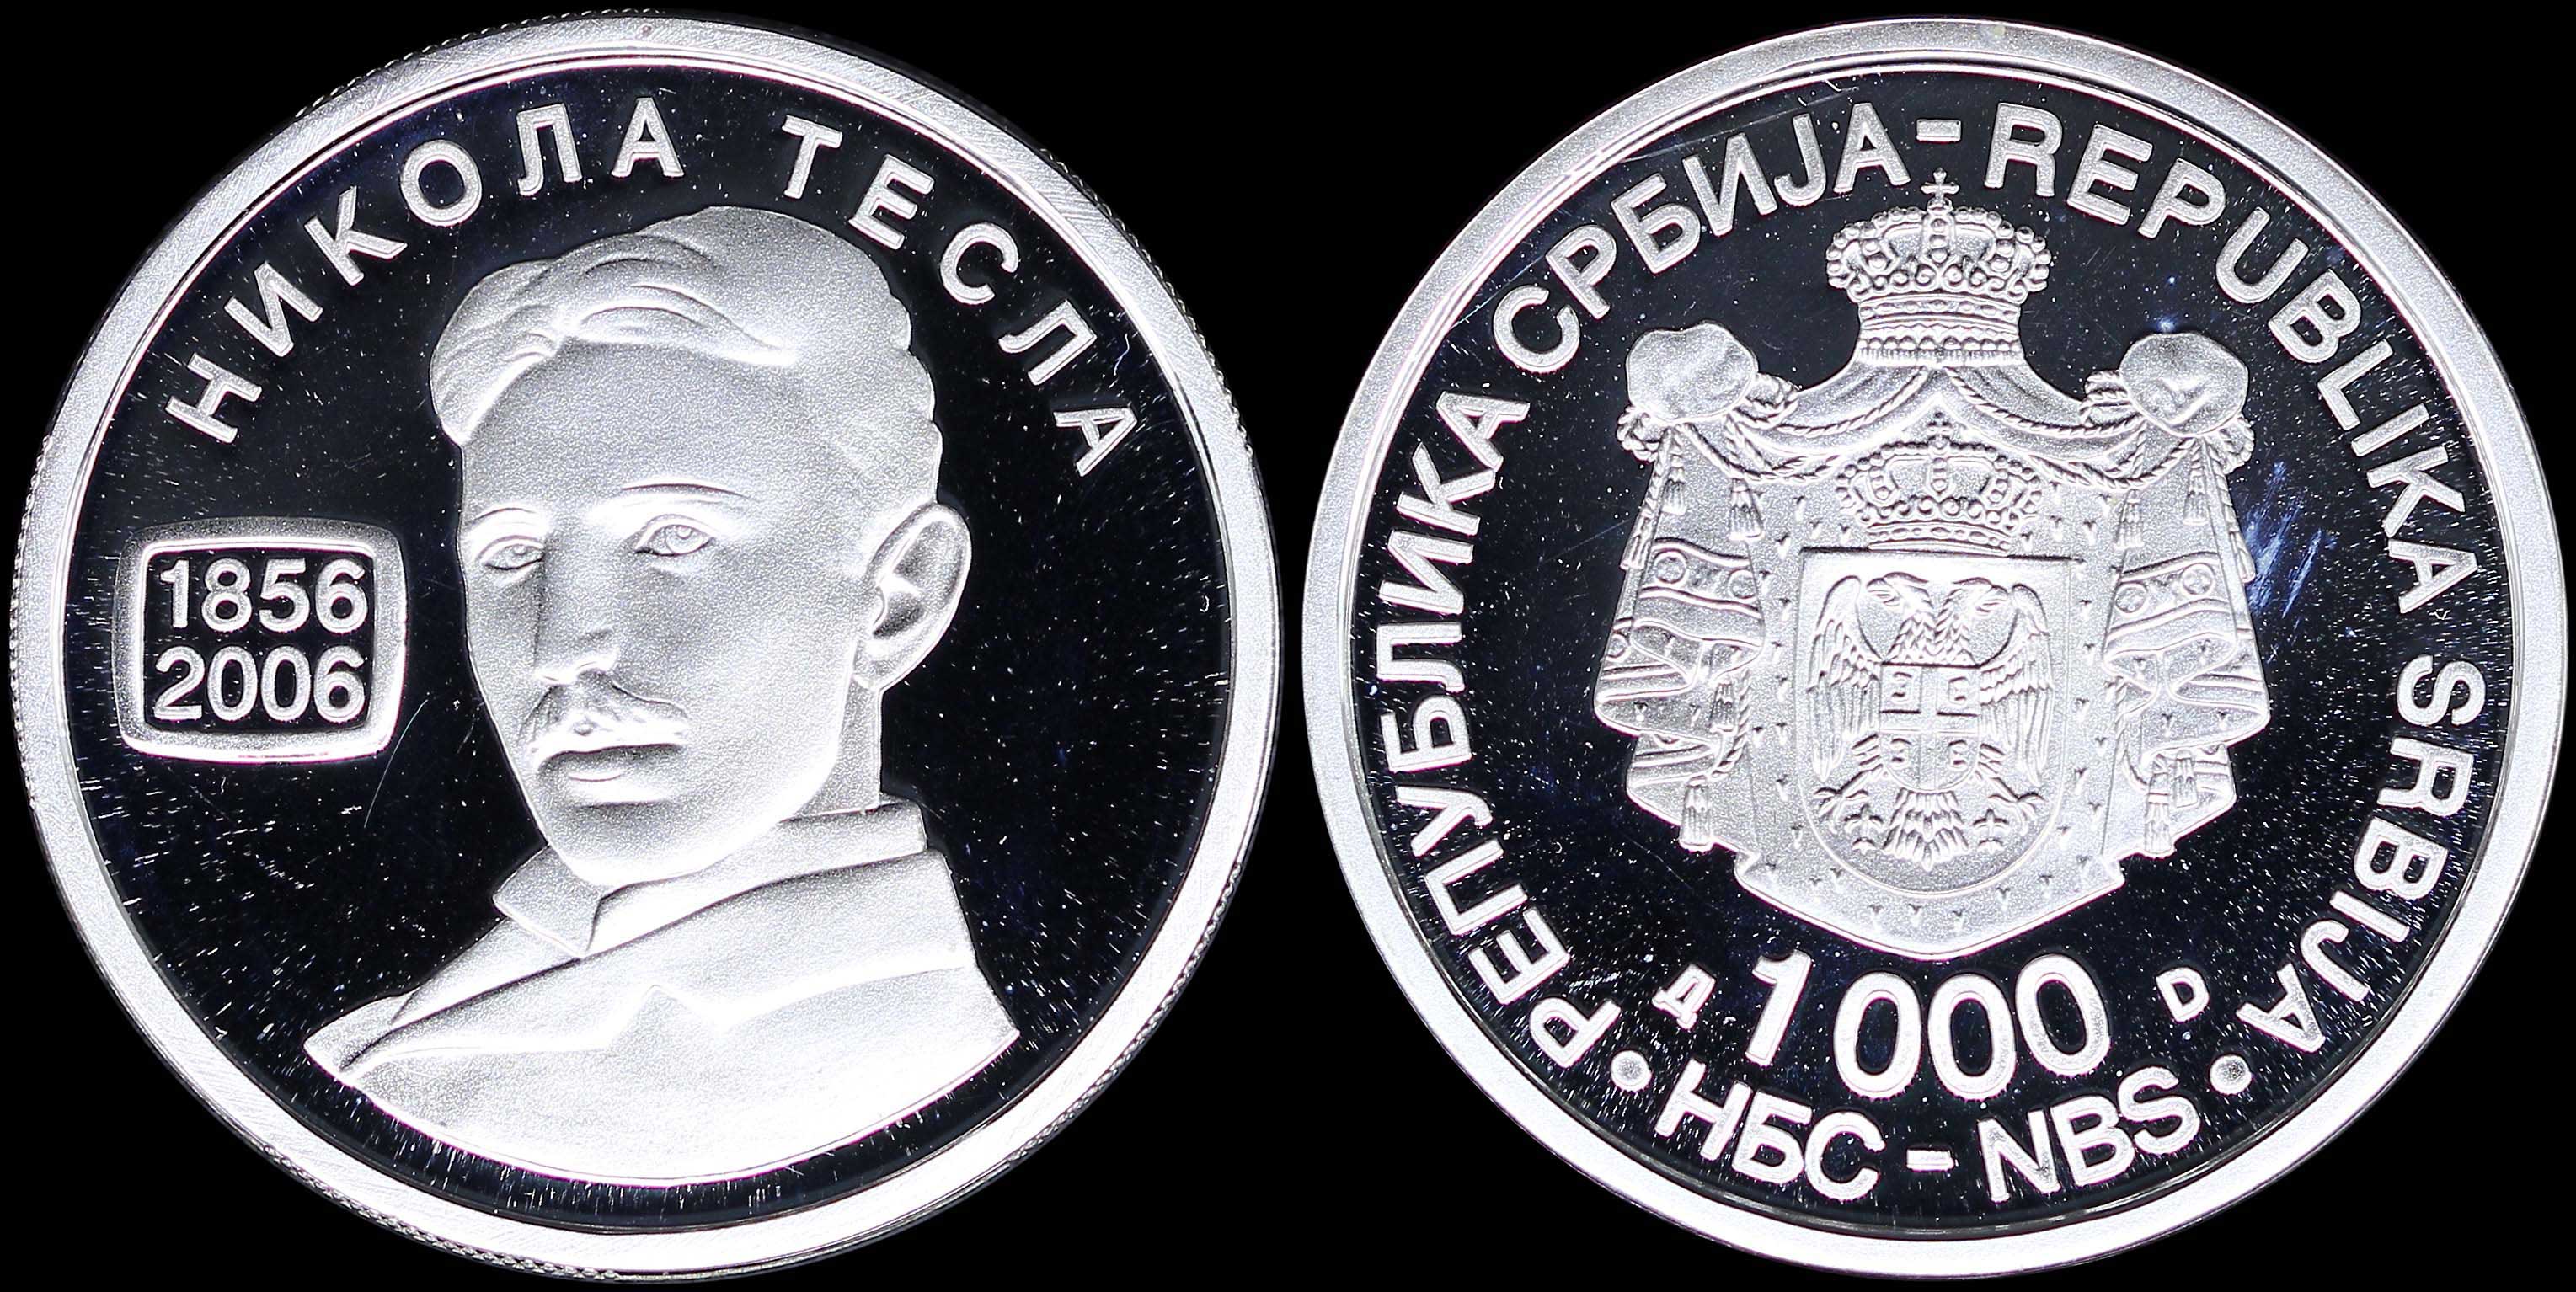 НИКОЛА ТЕСЛА
1856
2006
РЕПУБЛИКА СРБИЈА-REPUBLIKA SRBIJA
Д 1000 D
•НБС-NBS•